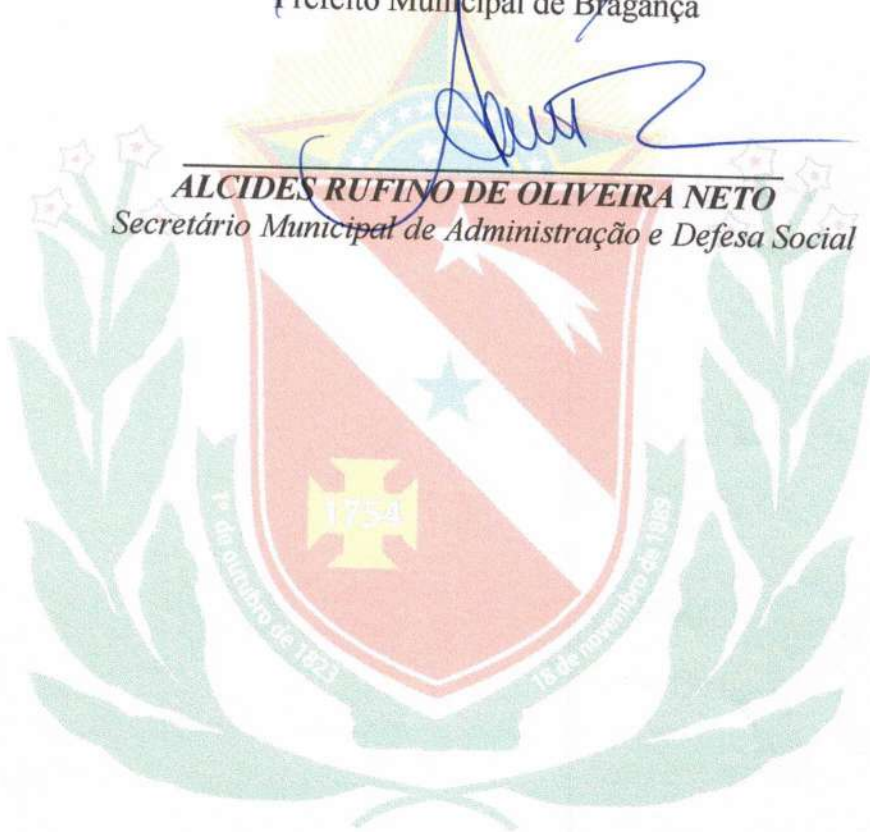 Prefeito Municipal de Bragança
ALCIDES RUFINO DE OLIVEIRA NETO
Secretário Municipal de Administração e Defesa Social
1754
1º de outubro de 1823
18 de novembro de 1889